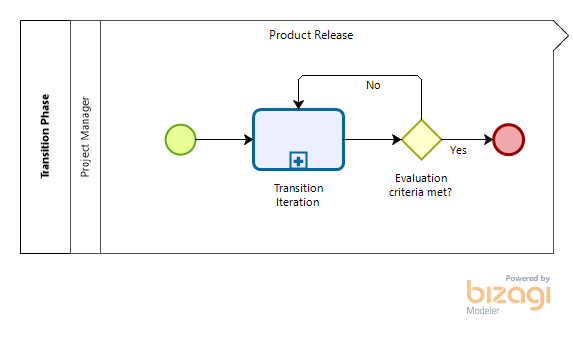 Product Release
Transition Phase
Project Manager
No
Yes
Transition
Iteration
Evaluation
criteria met?
Powered by
bizagi
Modeler